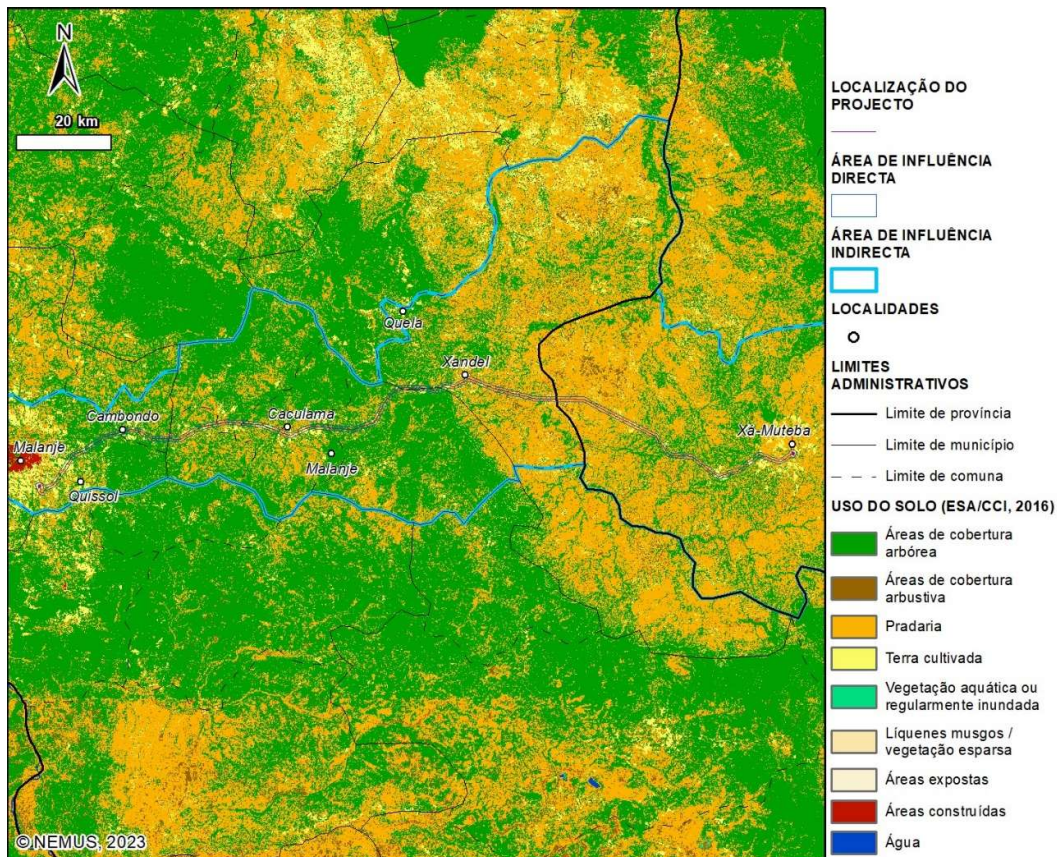 N
20 km
Quela
Xandel
Cambondo
Caculama
Xá-Muteba
Malanje
Malanje
Quissol
© NEMUS, 2023
LOCALIZAÇÃO DO
PROJECTO
ÁREA DE INFLUÊNCIA
DIRECTA
ÁREA DE INFLUÊNCIA
INDIRECTA
LOCALIDADES
LIMITES
ADMINISTRATIVOS
Limite de província
Limite de município
Limite de comuna
USO DO SOLO (ESA/CCI, 2016)
Áreas de cobertura
arbórea
Áreas de cobertura
arbustiva
Pradaria
Terra cultivada
Vegetação aquática ou
regularmente inundada
Líquenes musgos /
vegetação esparsa
Áreas expostas
Áreas construídas
Água